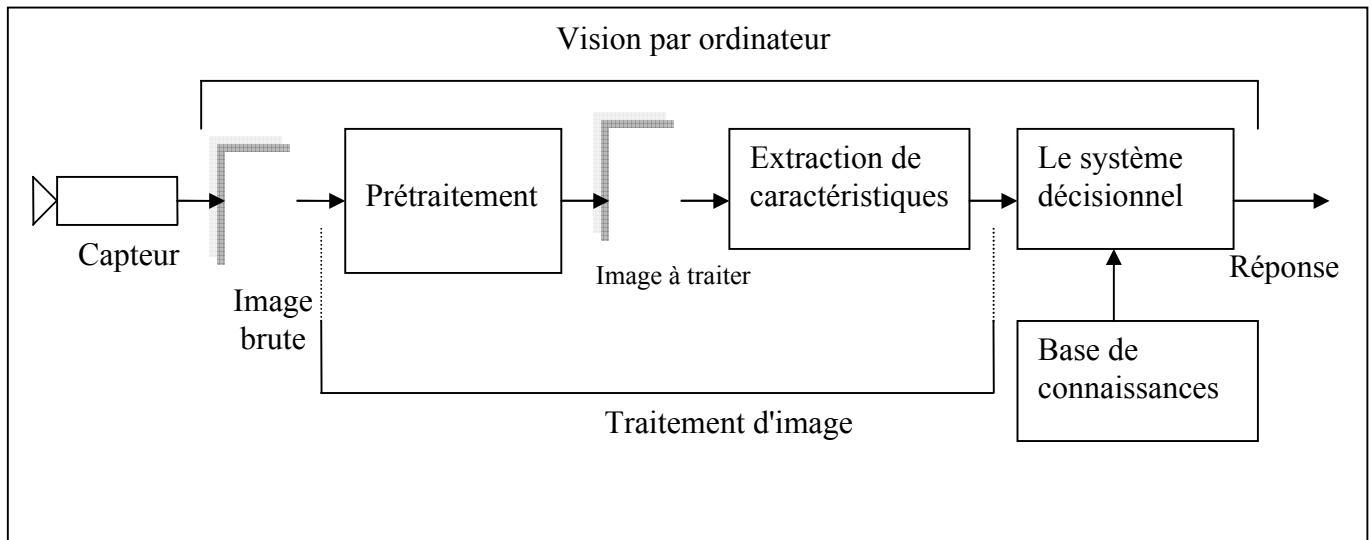 Vision par ordinateur
Capteur
Image
brute
Prétraitement
Image à traiter
Extraction de
caractéristiques
Le système
décisionnel
Réponse
Base de
connaissances
Traitement d'image